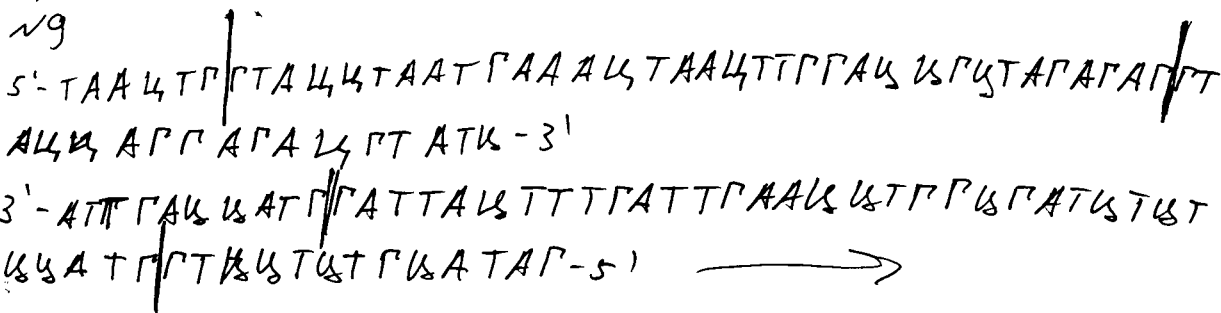 №9
5'-ТААЦТГГТАЦЦТААТГАААЦТААЦТТГГАЦЦГЦТАГАГАГГТ
АЦЦАГГАГАЦГТАТЦ-3'
3'-АТТГАЦЦАТГГАТТАЦТТТГАТТГААЦЦТГГЦГАТЦТЦТ
ЦЦАТГГТЦЦТЦТГЦАТАГ-5'